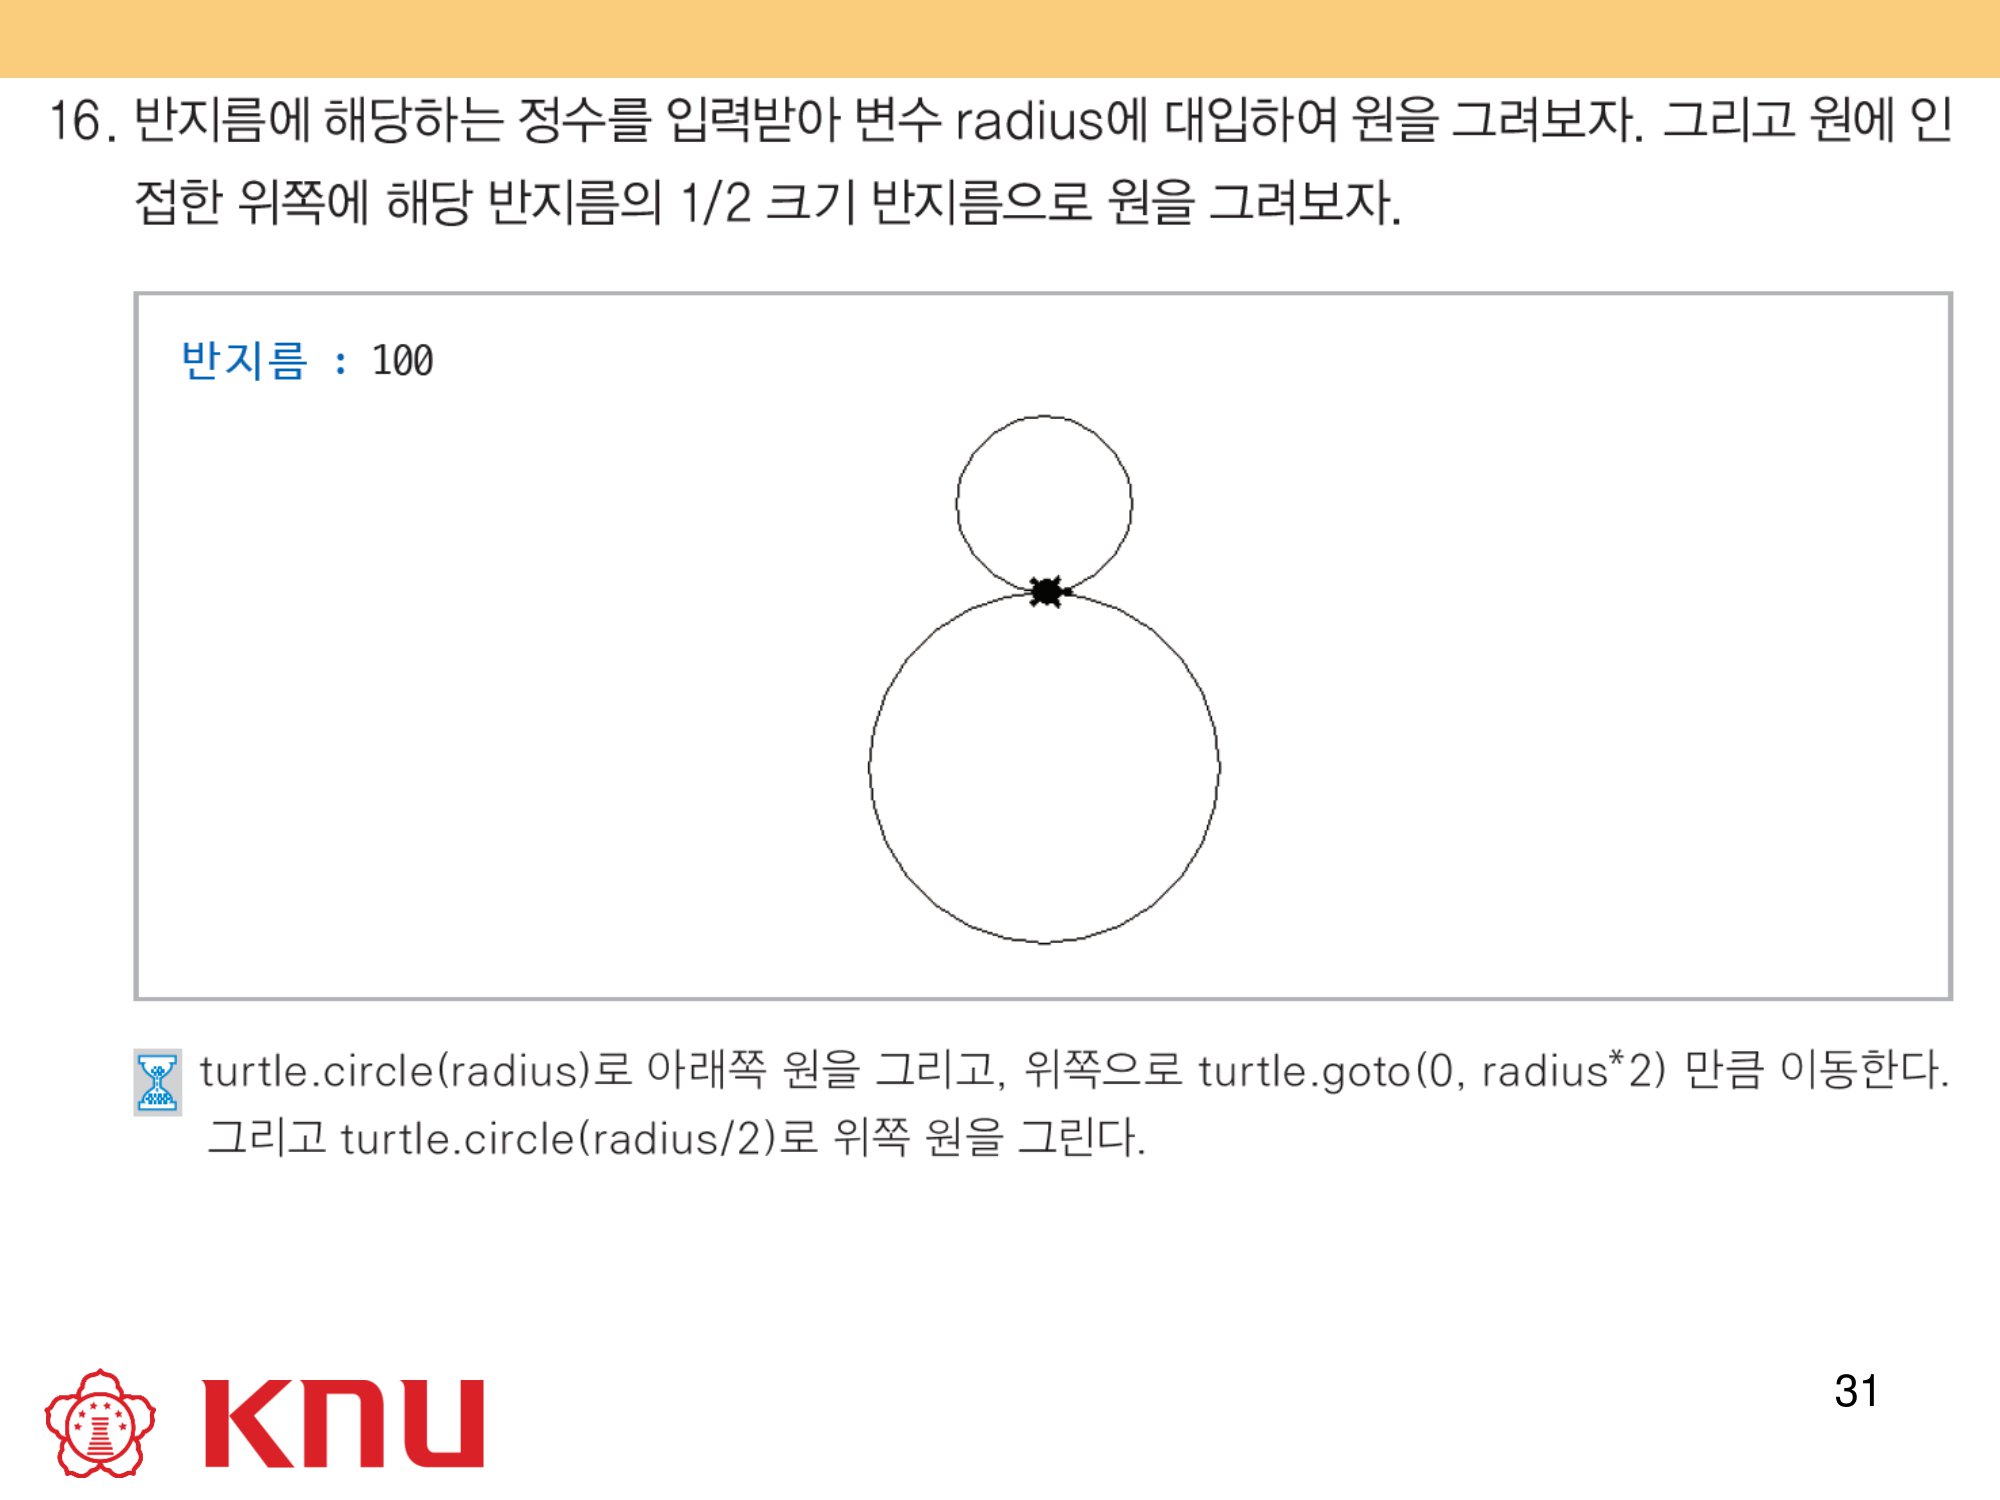 16. 반지름에 해당하는 정수를 입력받아 변수 radius에 대입하여 원을 그려보자. 그리고 원에 인
접한 위쪽에 해당 반지름의 1/2 크기 반지름으로 원을 그려보자.
반지름 : 100
turtle.circle(radius)로 아래쪽 원을 그리고, 위쪽으로 turtle.goto(0, radius*2) 만큼 이동한다.
그리고 turtle.circle(radius/2)로 위쪽 원을 그린다.
KNU
31